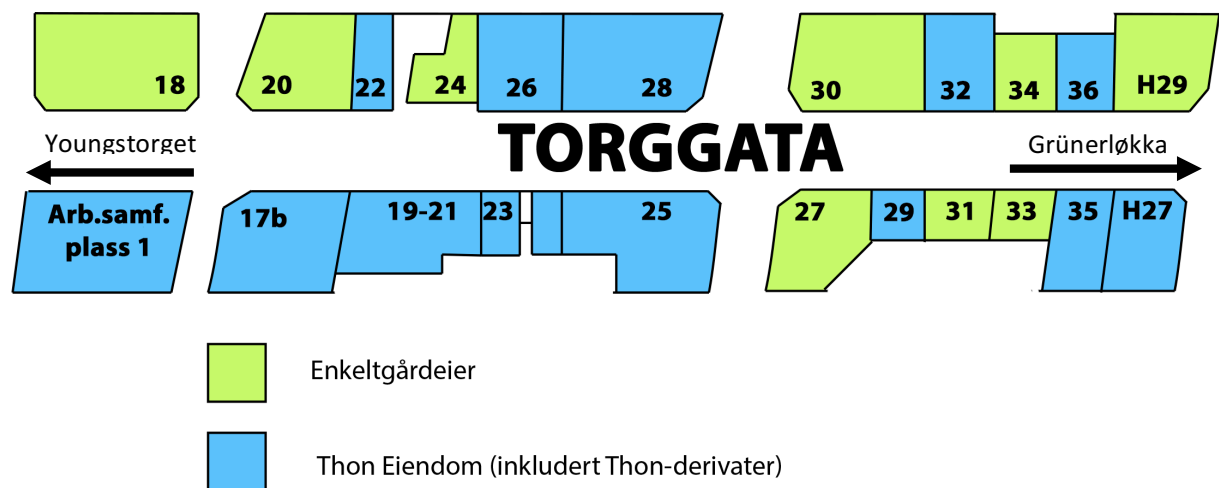 18
20
22
24
26
28
30
32
34
36
H29
Youngstorget
TORGGATA
Grünerløkka
Arb.samf.
plass 1
17b
19-21
23
25
27
29
31
33
35
H27
Enkeltgårdeier
Thon Eiendom (inkludert Thon-derivater)